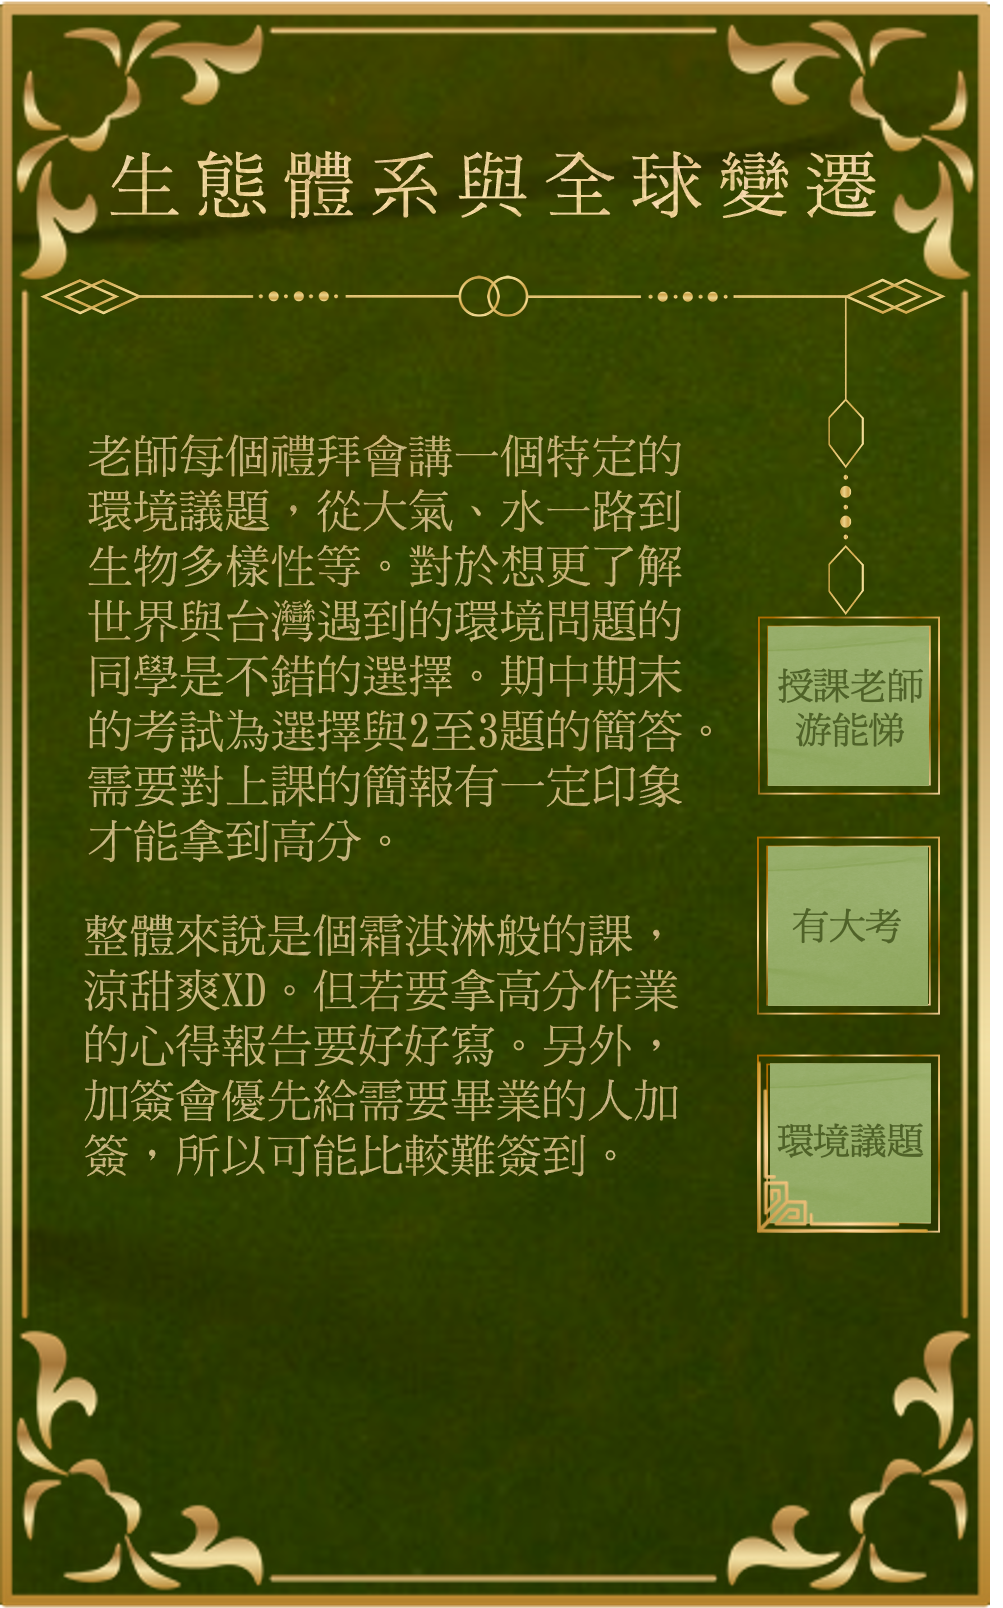 生態體系與全球變遷
老師每個禮拜會講一個特定的
環境議題，從大氣、水一路到
生物多樣性等。對於想更了解
世界與台灣遇到的環境問題的
同學是不錯的選擇。期中期末
的考試為選擇與2至3題的簡答。
需要對上課的簡報有一定印象
才能拿到高分。
整體來說是個霜淇淋般的課，
涼甜爽XD。但若要拿高分作業
的心得報告要好好寫。另外，
加簽會優先給需要畢業的人加
簽，所以可能比較難簽到。
授課老師
游能悌
有大考
環境議題